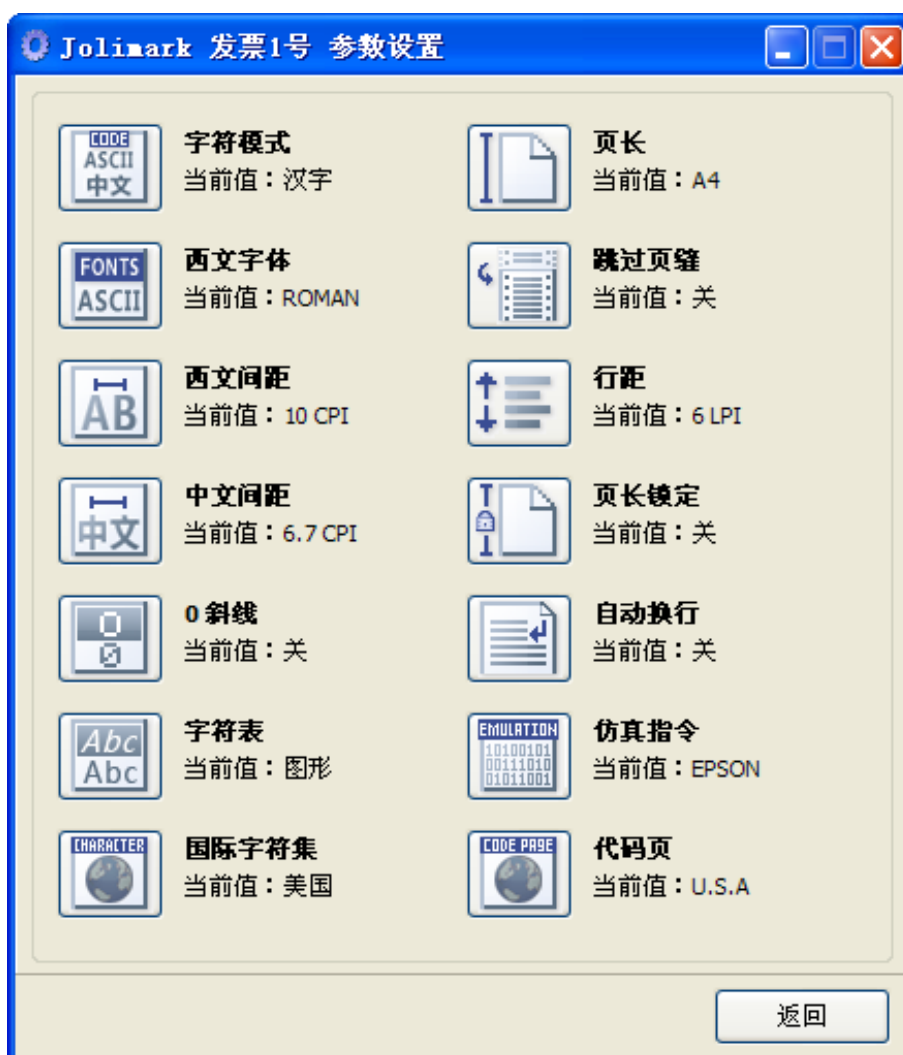 Jolimark 发票1号 参数设置
CODE
ASCII
中文
字符模式
当前值：汉字
页长
当前值：A4
FONTS
ASCII
西文字体
当前值：ROMAN
跳过页缝
当前值：关
AB
西文间距
当前值：10 CPI
行距
当前值：6 LPI
中文
中文间距
当前值：6.7 CPI
页长锁定
当前值：关
0
0
0 斜线
当前值：关
自动换行
当前值：关
Abc
Abc
字符表
当前值：图形
EMULATION
10100101
00111010
01011001
仿真指令
当前值：EPSON
CHARACTER
国际字符集
当前值：美国
CODE PAGE
代码页
当前值：U.S.A
返回